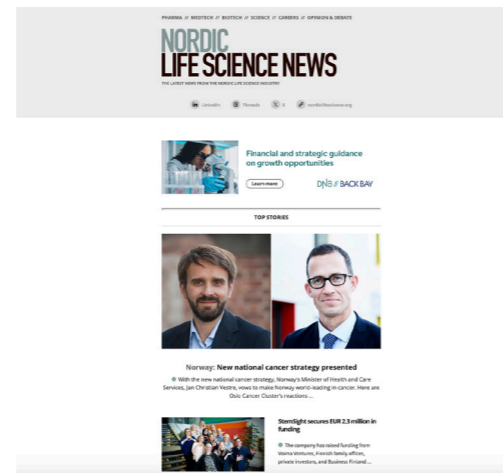 PHARMA // MEDTECH // BIOTECH // SCIENCE // CAREERS // OPINION & DEBATE
NORDIC
LIFE SCIENCE NEWS
THE LATEST NEWS FROM THE NORDIC LIFE SCIENCE INDUSTRY
LinkedIn Threads X nordiclifescience.org
Financial and strategic guidance
on growth opportunities
Learn more
DNB // BACK BAY
TOP STORIES
Norway: New national cancer strategy presented
With the new national cancer strategy, Norway's Minister of Health and Care
Services, Jan Christian Vestre, vows to make Norway world-leading in cancer. Here are
Oslo Cancer Cluster's reactions ...
StemSight secures EUR 2.3 million in
funding
The company has raised funding from
Voima Ventures, Finnish family offices,
private investors, and Business Finland ...